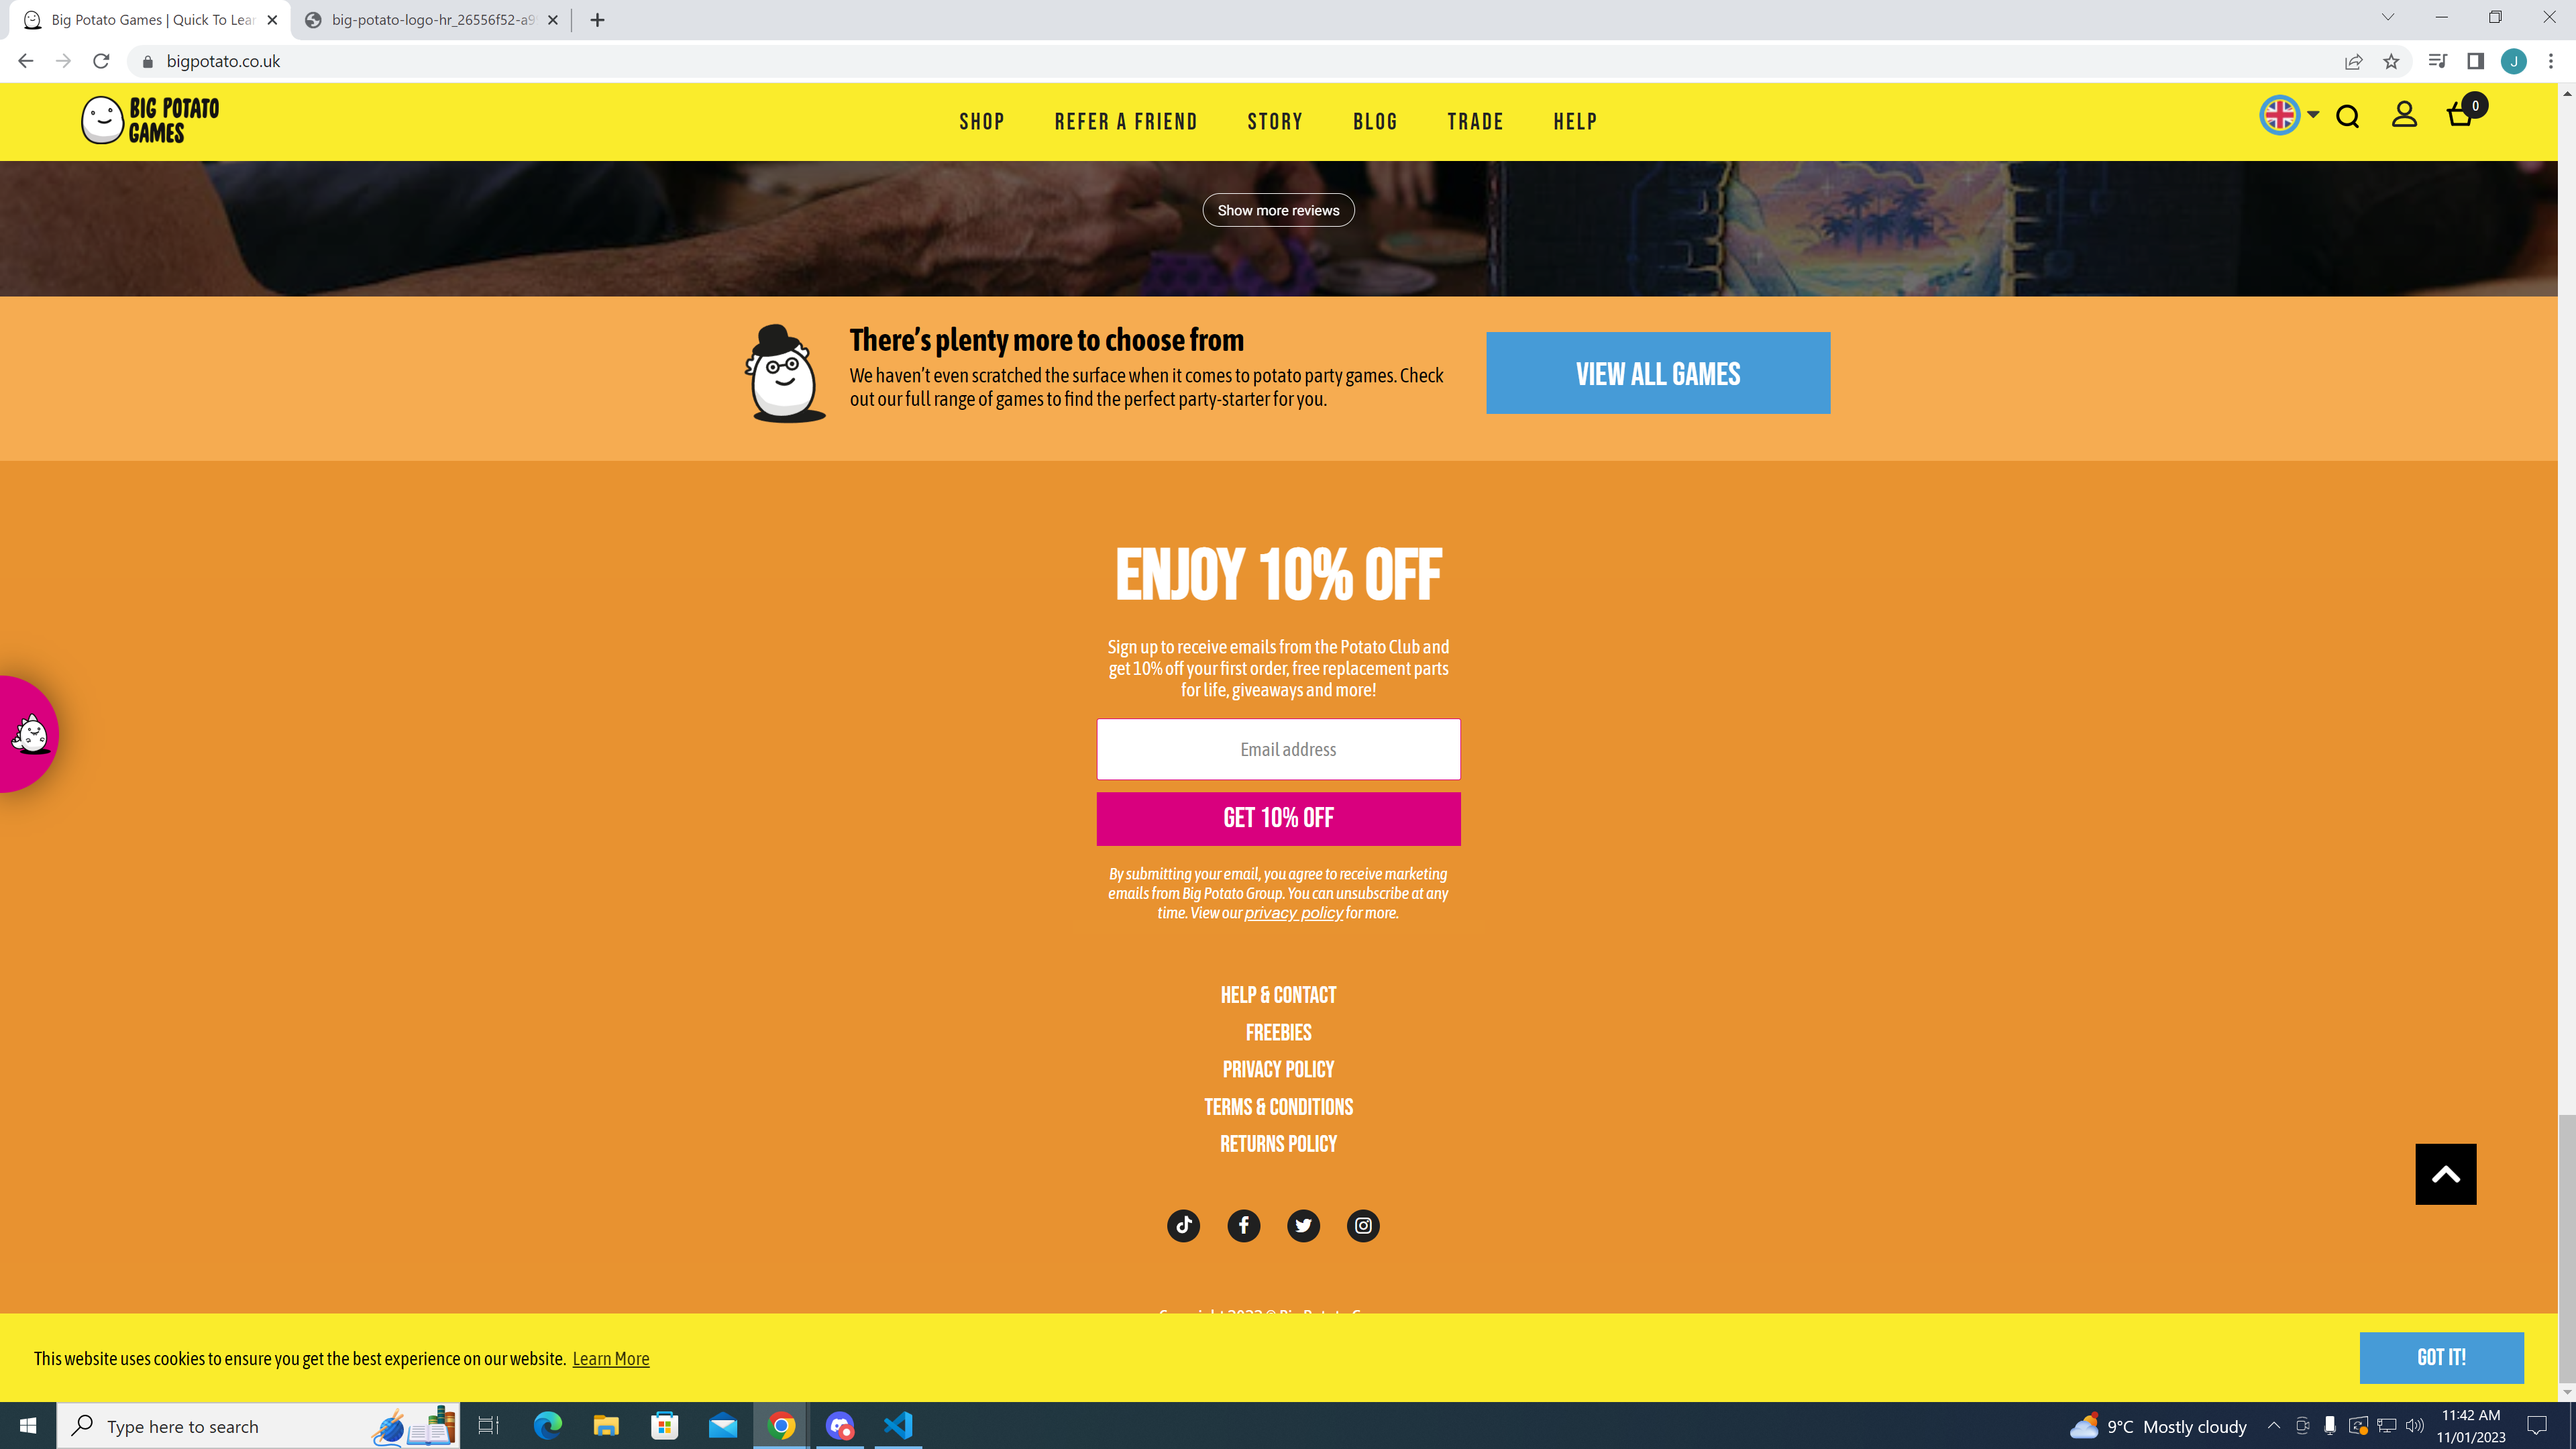 Big Potato Games | Quick To Lear
big-potato-logo-hr_26556f52-a9
bigpotato.co.uk
J
BIG POTATO
GAMES
SHOP
REFER A FRIEND
STORY
BLOG
TRADE
HELP
0
Show more reviews
There's plenty more to choose from
We haven't even scratched the surface when it comes to potato party games. Check
out our full range of games to find the perfect party-starter for you.
VIEW ALL GAMES
ENJOY 10% OFF
Sign up to receive emails from the Potato Club and
get 10% off your first order, free replacement parts
for life, giveaways and more!
Email address
GET 10% OFF
By submitting your email, you agree to receive marketing
emails from Big Potato Group. You can unsubscribe at any
time. View our privacy policy for more.
HELP & CONTACT
FREEBIES
PRIVACY POLICY
TERMS & CONDITIONS
RETURNS POLICY
This website uses cookies to ensure you get the best experience on our website. Learn More
GOT IT!
Type here to search
9°C Mostly cloudy
11:42 AM
11/01/2023